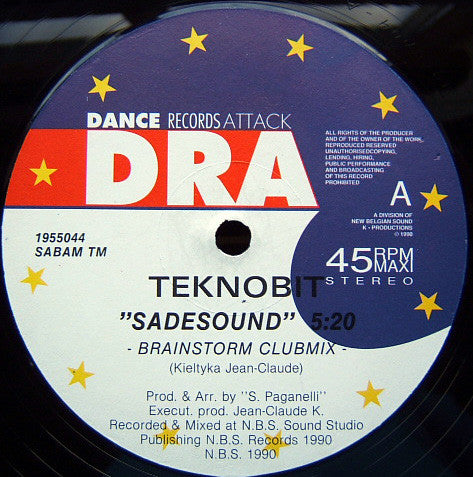 DANCE RECORDS ATTACK
DRA
ALL RIGHTS OF THE PRODUCER
AND OF THE OWNER OF THE WORK.
REPRODUCED RESERVED
UNAUTHORISEDCOPYING,
LENDING, HIRING,
PUBLIC PERFORMANCE
AND BROADCASTING
OF THIS RECORD
PROHIBITED
A
A DIVISION OF
NEW BELGIAN SOUND
K - PRODUCTIONS
© 1990
1955044
SABAM TM
45 RPM
MAXI
STEREO
TEKNOBIT
"SADESOUND" 5:20
- BRAINSTORM CLUBMIX -
(Kieltyka Jean-Claude)
Prod. & Arr. by "S. Paganelli"
Execut. prod. Jean-Claude K.
Recorded & Mixed at N.B.S. Sound Studio
Publishing N.B.S. Records 1990
N.B.S. 1990